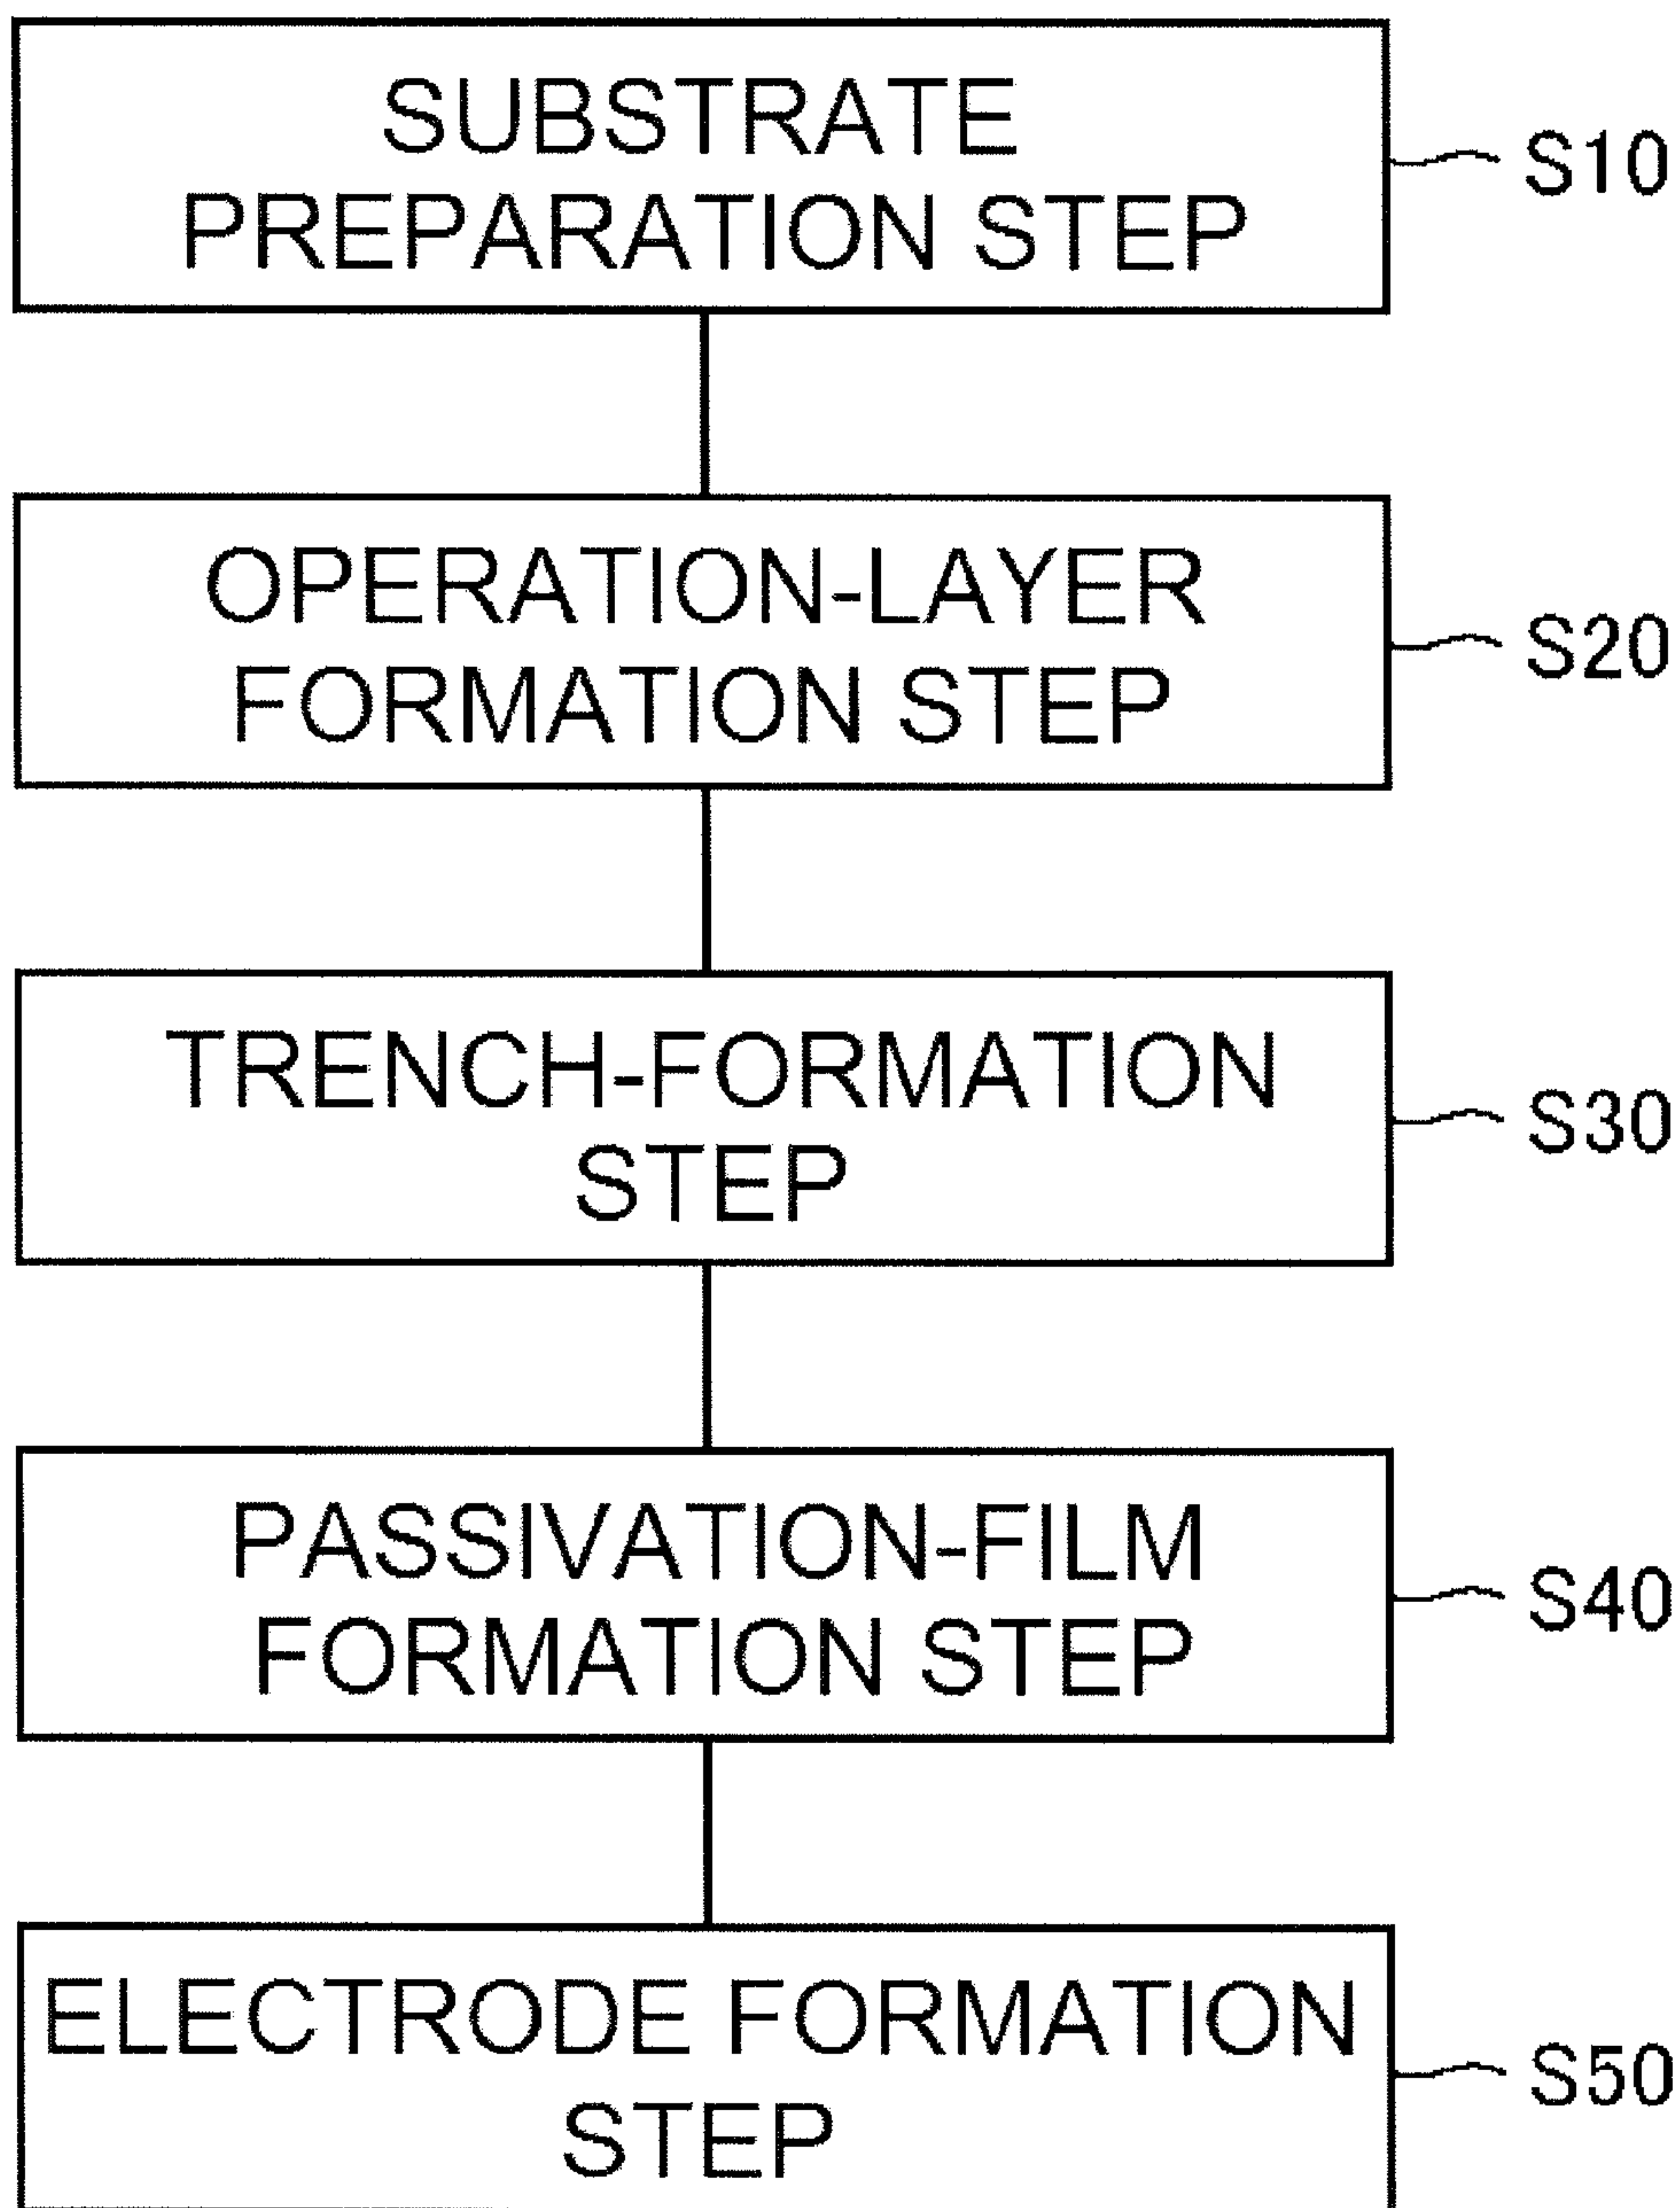 SUBSTRATE
PREPARATION STEP
S10
OPERATION-LAYER
FORMATION STEP
S20
TRENCH-FORMATION
STEP
S30
PASSIVATION-FILM
FORMATION STEP
S40
ELECTRODE FORMATION
STEP
S50